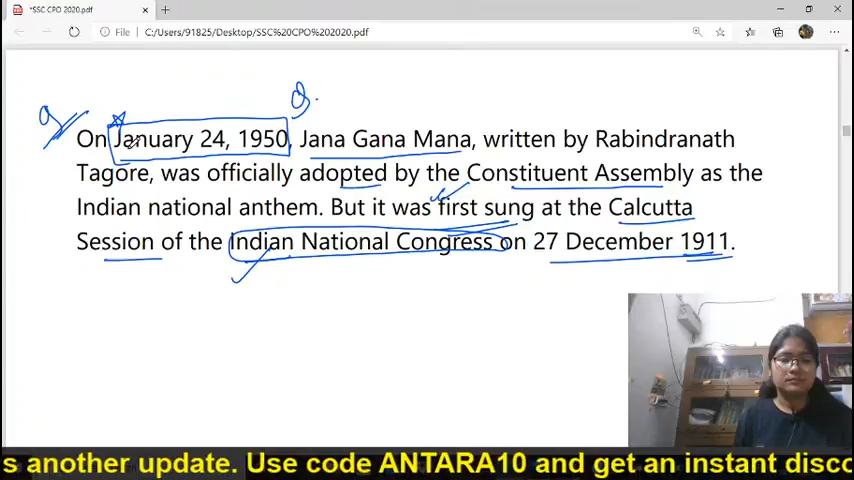 *SSC CPO 2020.pdf
File
C:/Users/91825/Desktop/SSC%20CPO%202020.pdf
On January 24, 1950, Jana Gana Mana, written by Rabindranath
Tagore, was officially adopted by the Constituent Assembly as the
Indian national anthem. But it was first sung at the Calcutta
Session of the Indian National Congress on 27 December 1911.
s another update. Use code ANTARA10 and get an instant disco